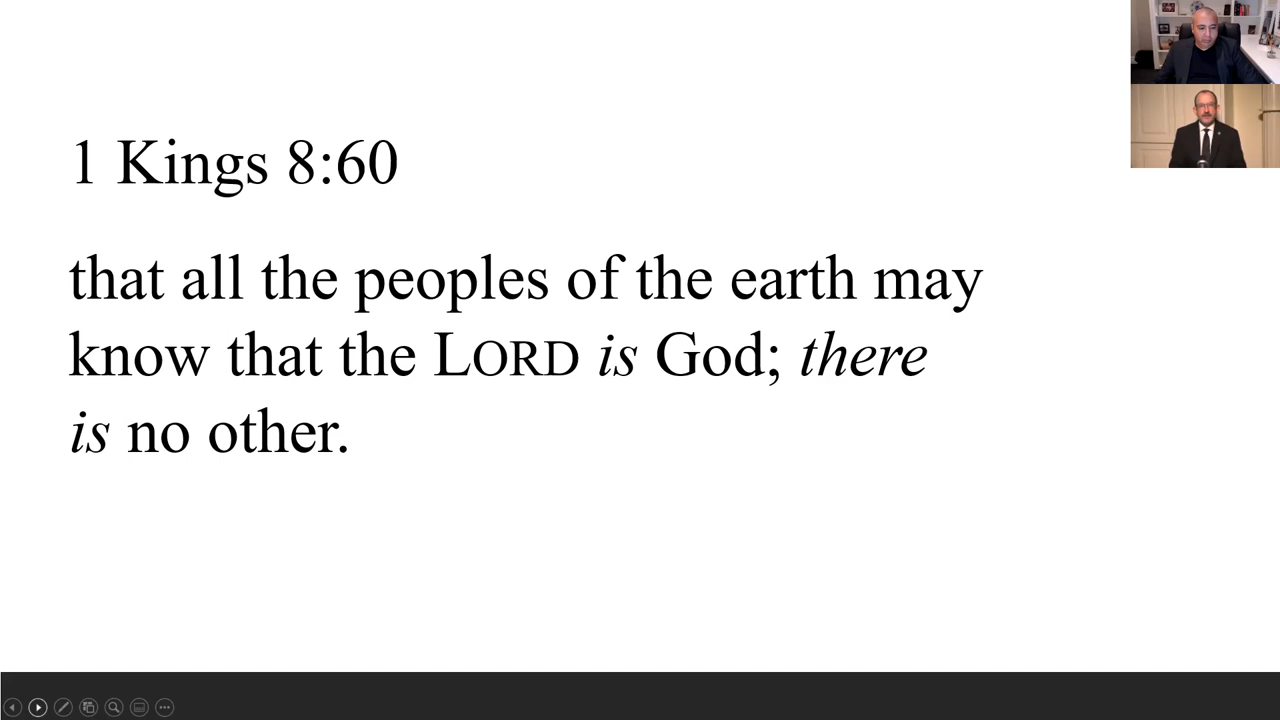 1 Kings 8:60
that all the peoples of the earth may
know that the LORD is God; there
is no other.